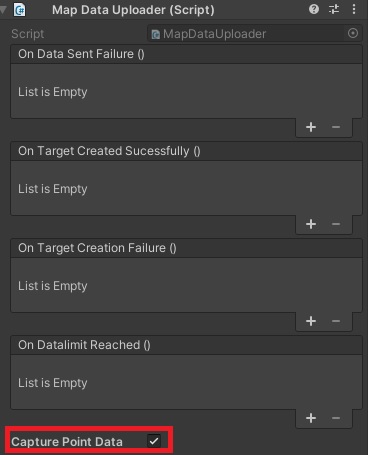 Map Data Uploader (Script)
Script MapDataUploader
On Data Sent Failure ()
List is Empty
On Target Created Sucessfully ()
List is Empty
On Target Creation Failure ()
List is Empty
On Datalimit Reached ()
List is Empty
Capture Point Data